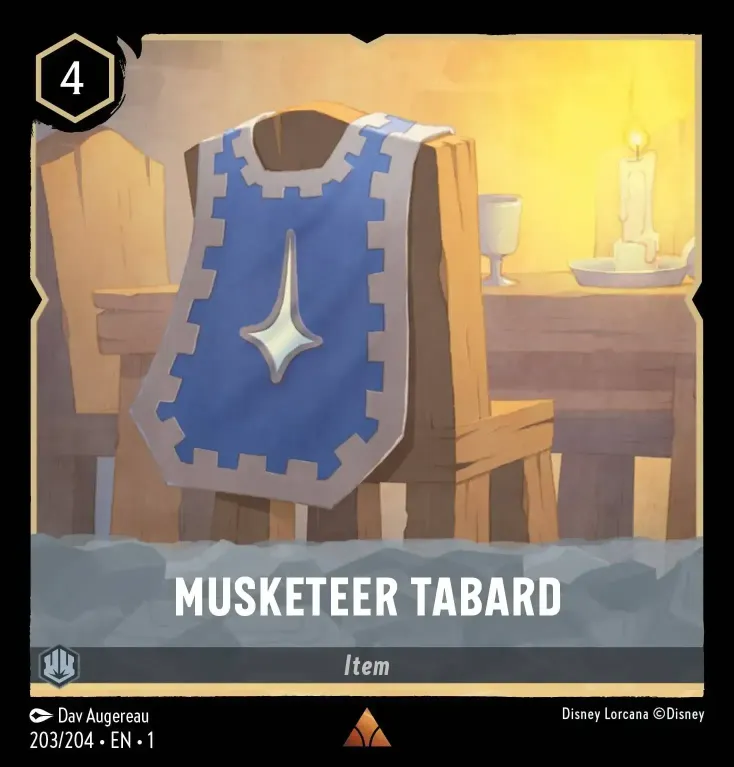 4
MUSKETEER TABARD
Item
Dav Augereau
Disney Lorcana ©Disney
203/204 • EN • 1